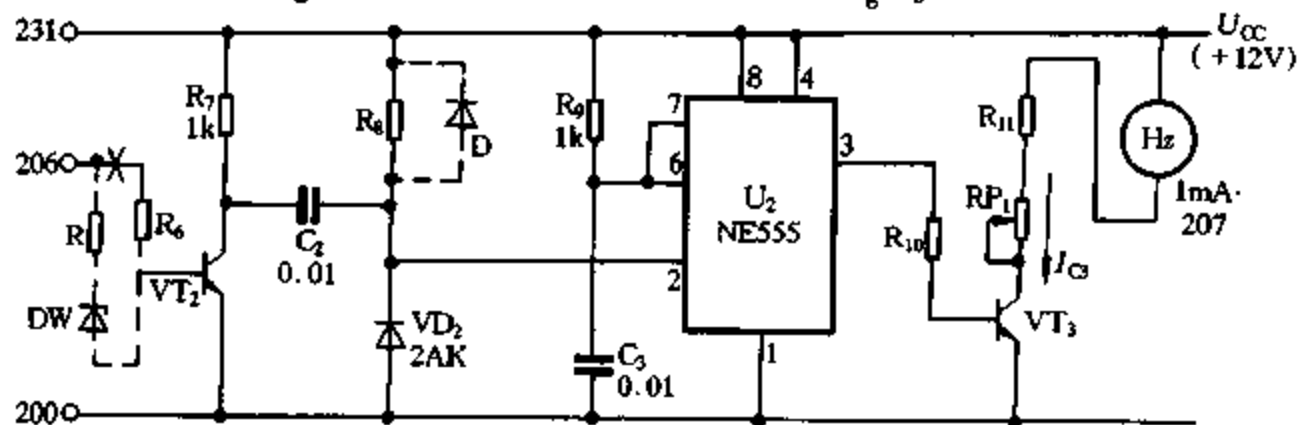 231
U_CC
(+12V)
R7
1k
R8
D
R9
1k
8
4
7
6
2
3
1
U2
NE555
R11
Hz
1mA·
207
RP1
I_C3
206
R
R6
C2
0.01
R10
VT2
DW
VD2
2AK
C3
0.01
VT3
200